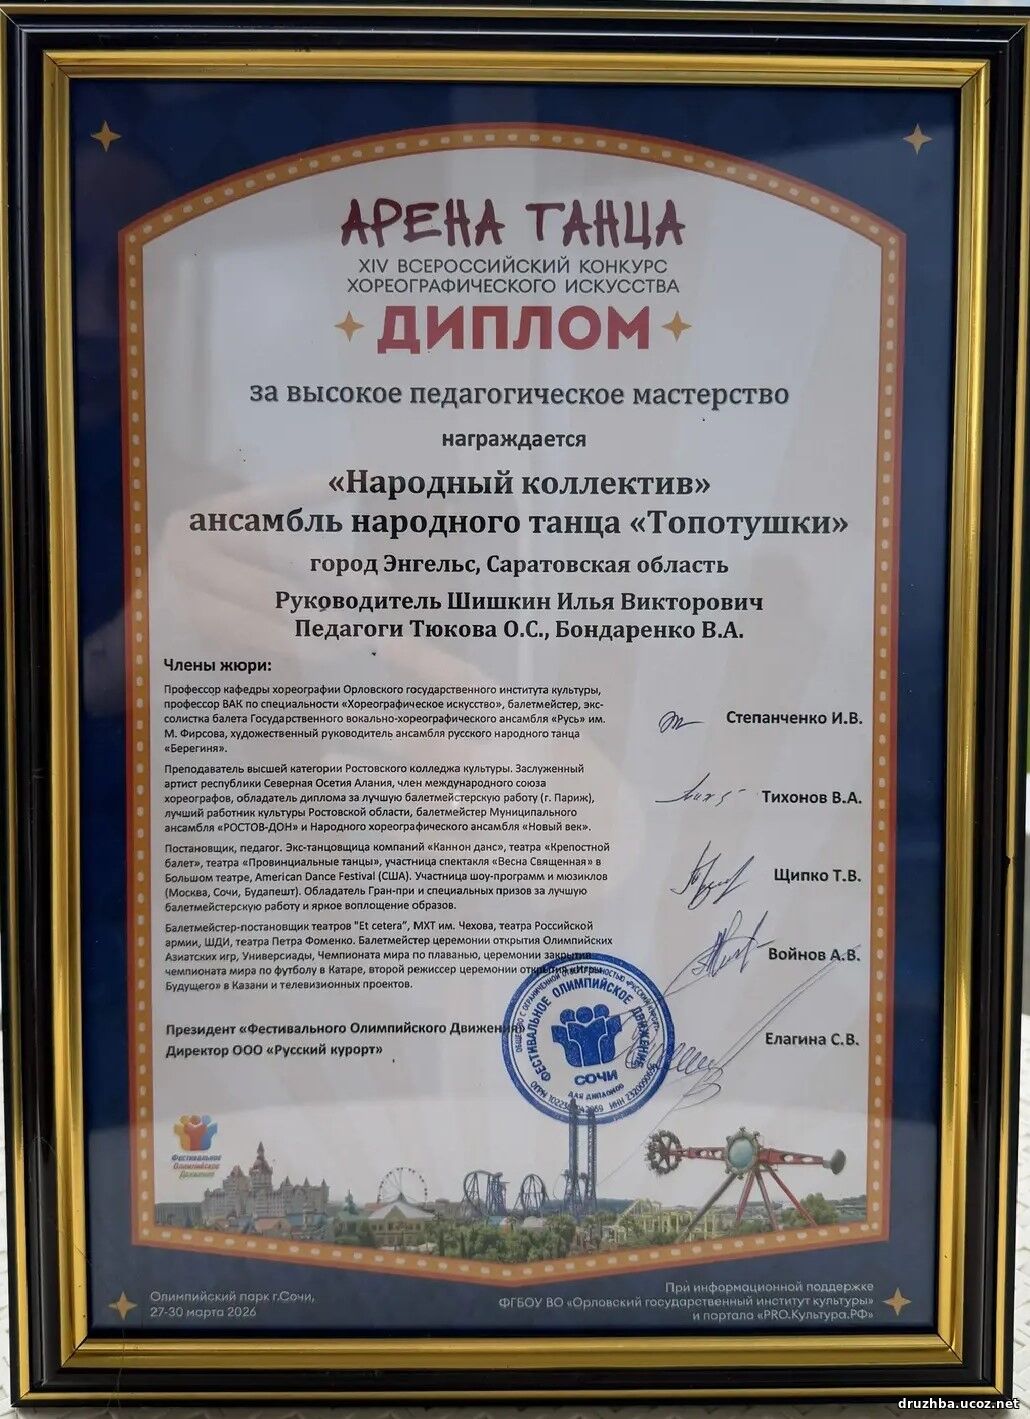 АРЕНА ТАНЦА
XIV ВСЕРОССИЙСКИЙ КОНКУРС
ХОРЕОГРАФИЧЕСКОГО ИСКУССТВА
ДИПЛОМ
за высокое педагогическое мастерство
награждается
«Народный коллектив»
ансамбль народного танца «Топотушки»
город Энгельс, Саратовская область
Руководитель Шишкин Илья Викторович
Педагоги Тюкова О.С., Бондаренко В.А.
Члены жюри:
Профессор кафедры хореографии Орловского государственного института культуры,
профессор ВАК по специальности «Хореографическое искусство», балетмейстер, экс-
солистка балета Государственного вокально-хореографического ансамбля «Русь» им.
М. Фирсова, художественный руководитель ансамбля русского народного танца
«Берегиня».
Степанченко И.В.
Преподаватель высшей категории Ростовского колледжа культуры. Заслуженный
артист республики Северная Осетия Алания, член международного союза
хореографов, обладатель диплома за лучшую балетмейстерскую работу (г. Париж),
лучший работник культуры Ростовской области, балетмейстер Муниципального
ансамбля «РОСТОВ-ДОН» и Народного хореографического ансамбля «Новый век».
Тихонов В.А.
Постановщик, педагог. Экс-танцовщица компаний «Каннон данс», театра «Крепостной
балет», театра «Провинциальные танцы», участница спектакля «Весна Священная» в
Большом театре, American Dance Festival (США). Участница шоу-программ и мюзиклов
(Москва, Сочи, Будапешт). Обладатель Гран-при и специальных призов за лучшую
балетмейстерскую работу и яркое воплощение образов.
Щипко Т.В.
Балетмейстер-постановщик театров "Et cetera", МХТ им. Чехова, театра Российской
армии, ШДИ, театра Петра Фоменко. Балетмейстер церемонии открытия Олимпийских
Азиатских игр, Универсиады, Чемпионата мира по плаванью, церемонии закрытия
чемпионата мира по футболу в Катаре, второй режиссер церемонии открытия «Игры
Будущего» в Казани и телевизионных проектов.
Войнов А.В.
Президент «Фестивального Олимпийского Движения»
Директор ООО «Русский курорт»
Елагина С.В.
ФЕСТИВАЛЬНОЕ ОЛИМПИЙСКОЕ ДВИЖЕНИЕ
СОЧИ
ДЛЯ ДИПЛОМОВ
Фестивальное
Олимпийское
Движение
Олимпийский парк г.Сочи,
27-30 марта 2026
При информационной поддержке
ФГБОУ ВО «Орловский государственный институт культуры»
и портала «PRO.Культура.РФ»
druzhba.ucoz.net